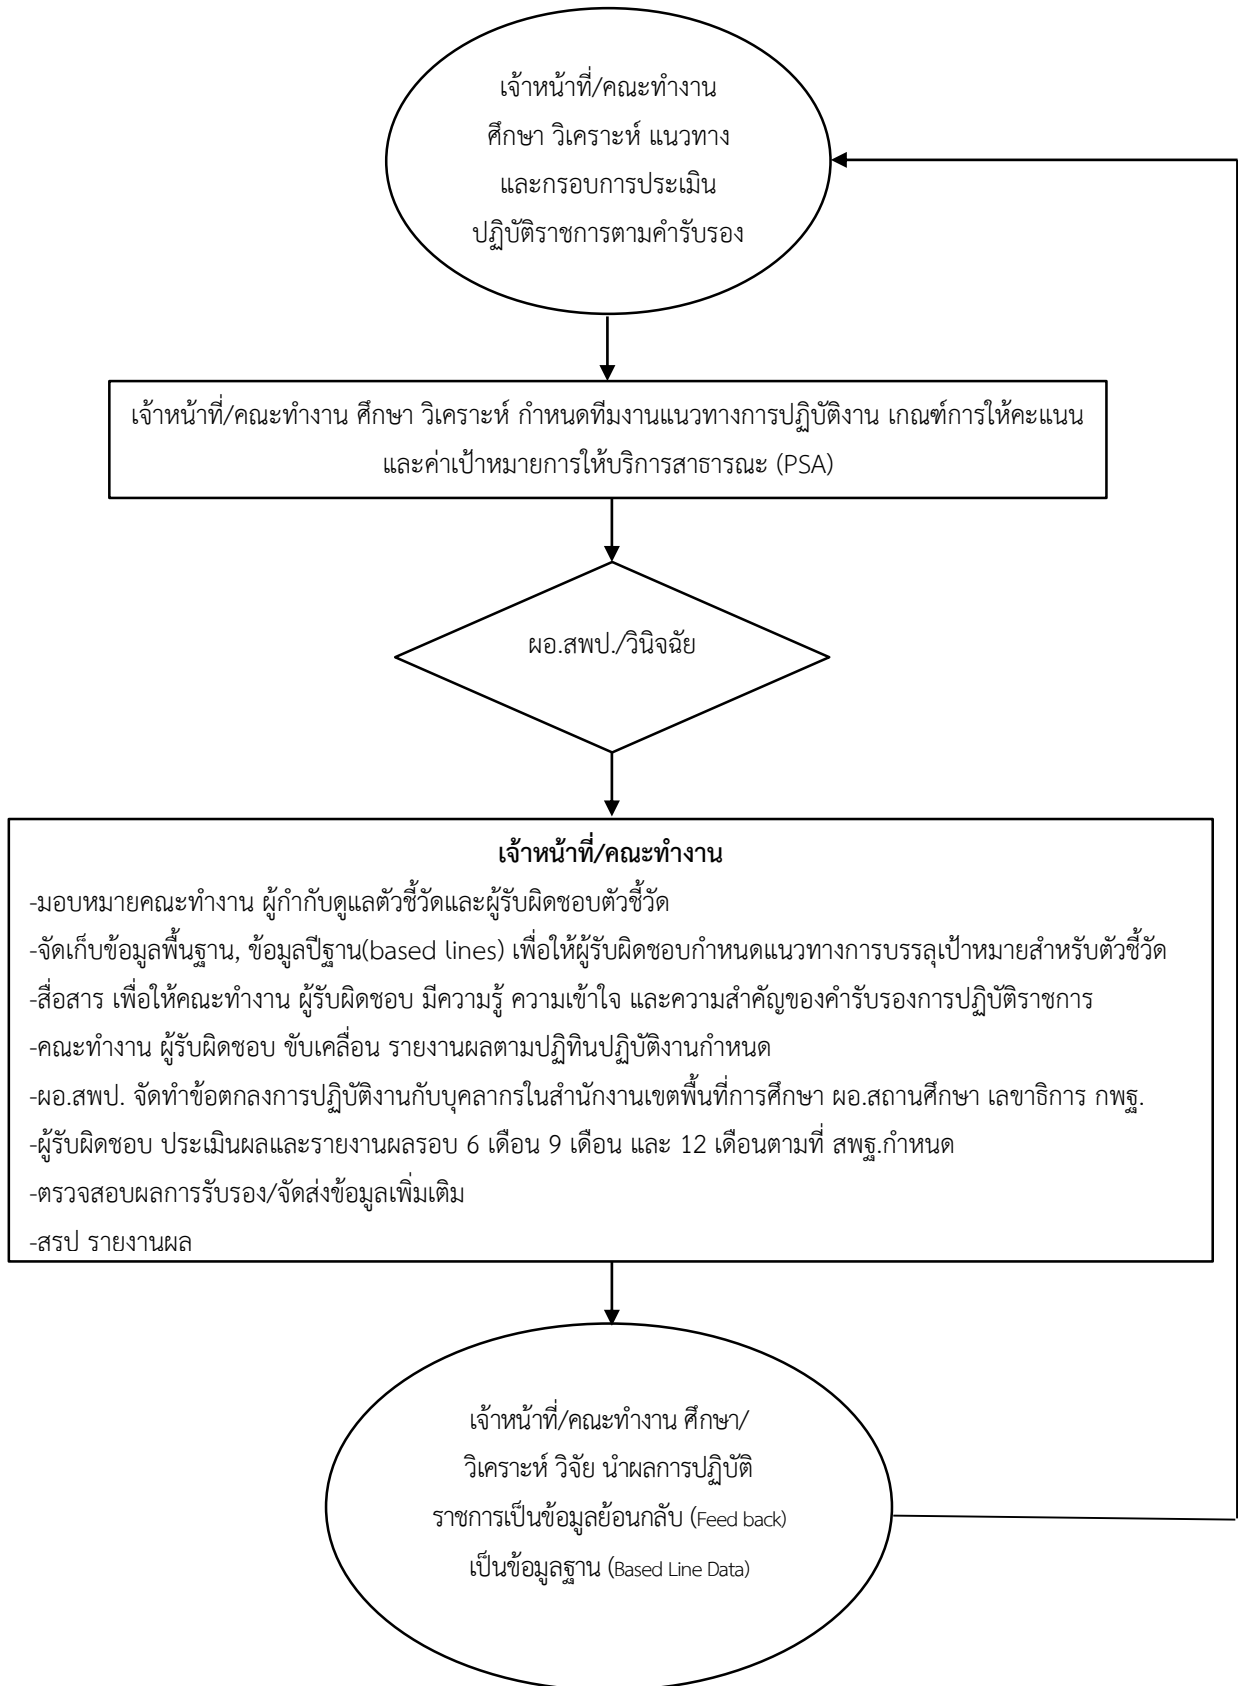 เจ้าหน้าที่/คณะทำงาน
ศึกษา วิเคราะห์ แนวทาง
และกรอบการประเมิน
ปฏิบัติราชการตามคำรับรอง
เจ้าหน้าที่/คณะทำงาน ศึกษา วิเคราะห์ กำหนดทีมงานแนวทางการปฏิบัติงาน เกณฑ์การให้คะแนน
และค่าเป้าหมายการให้บริการสาธารณะ (PSA)
ผอ.สพป./วินิจฉัย
เจ้าหน้าที่/คณะทำงาน
-มอบหมายคณะทำงาน ผู้กำกับดูแลตัวชี้วัดและผู้รับผิดชอบตัวชี้วัด
-จัดเก็บข้อมูลพื้นฐาน, ข้อมูลปีฐาน(based lines) เพื่อให้ผู้รับผิดชอบกำหนดแนวทางการบรรลุเป้าหมายสำหรับตัวชี้วัด
-สื่อสาร เพื่อให้คณะทำงาน ผู้รับผิดชอบ มีความรู้ ความเข้าใจ และความสำคัญของคำรับรองการปฏิบัติราชการ
-คณะทำงาน ผู้รับผิดชอบ ขับเคลื่อน รายงานผลตามปฏิทินปฏิบัติงานกำหนด
-ผอ.สพป. จัดทำข้อตกลงการปฏิบัติงานกับบุคลากรในสำนักงานเขตพื้นที่การศึกษา ผอ.สถานศึกษา เลขาธิการ กพฐ.
-ผู้รับผิดชอบ ประเมินผลและรายงานผลรอบ 6 เดือน 9 เดือน และ 12 เดือนตามที่ สพฐ.กำหนด
-ตรวจสอบผลการรับรอง/จัดส่งข้อมูลเพิ่มเติม
-สรุป รายงานผล
เจ้าหน้าที่/คณะทำงาน ศึกษา/
วิเคราะห์ วิจัย นำผลการปฏิบัติ
ราชการเป็นข้อมูลย้อนกลับ (Feed back)
เป็นข้อมูลฐาน (Based Line Data)